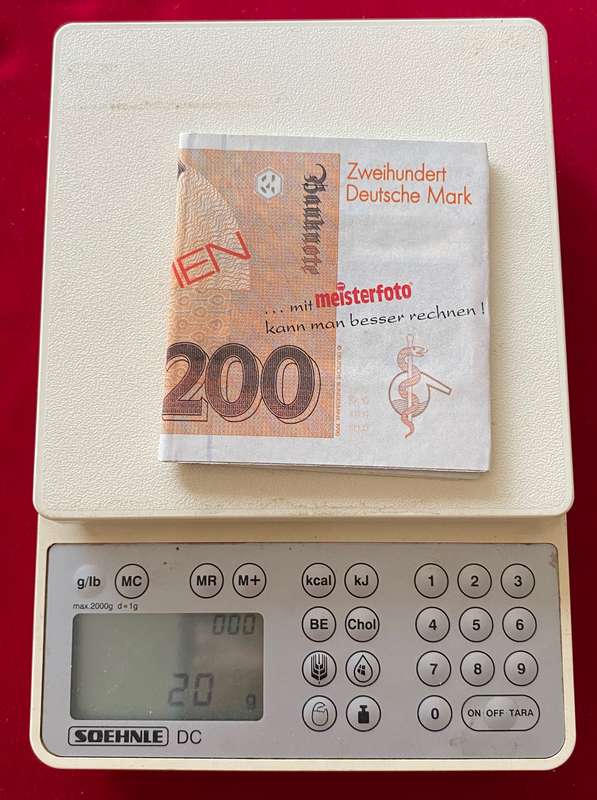 Zweihundert
Deutsche Mark
Banknote
IEN
... mit meisterfoto
kann man besser rechnen !
200
g/lb
MC
MR
M+
kcal
kJ
1
2
3
max.2000g d=1g
000
BE
Chol
4
5
6
20 g
7
8
9
0
ON OFF TARA
SOEHNLE DC